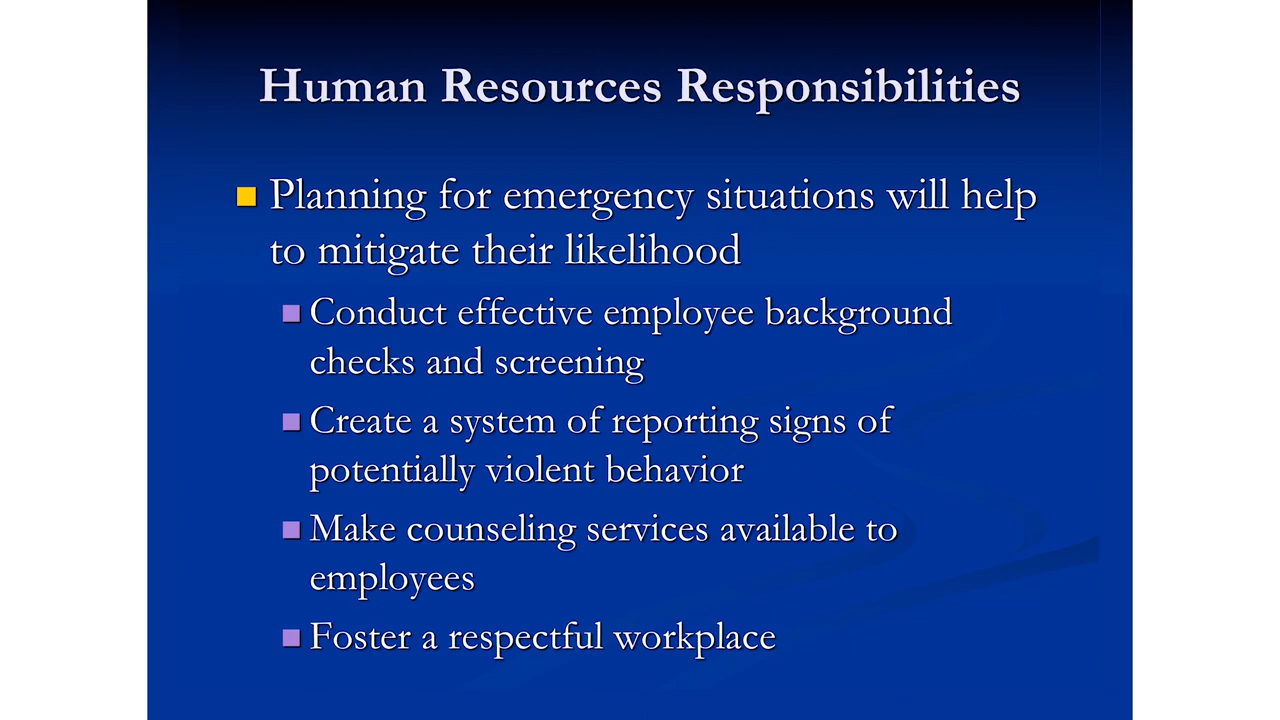 Human Resources Responsibilities
Planning for emergency situations will help
to mitigate their likelihood
Conduct effective employee background
checks and screening
Create a system of reporting signs of
potentially violent behavior
Make counseling services available to
employees
Foster a respectful workplace